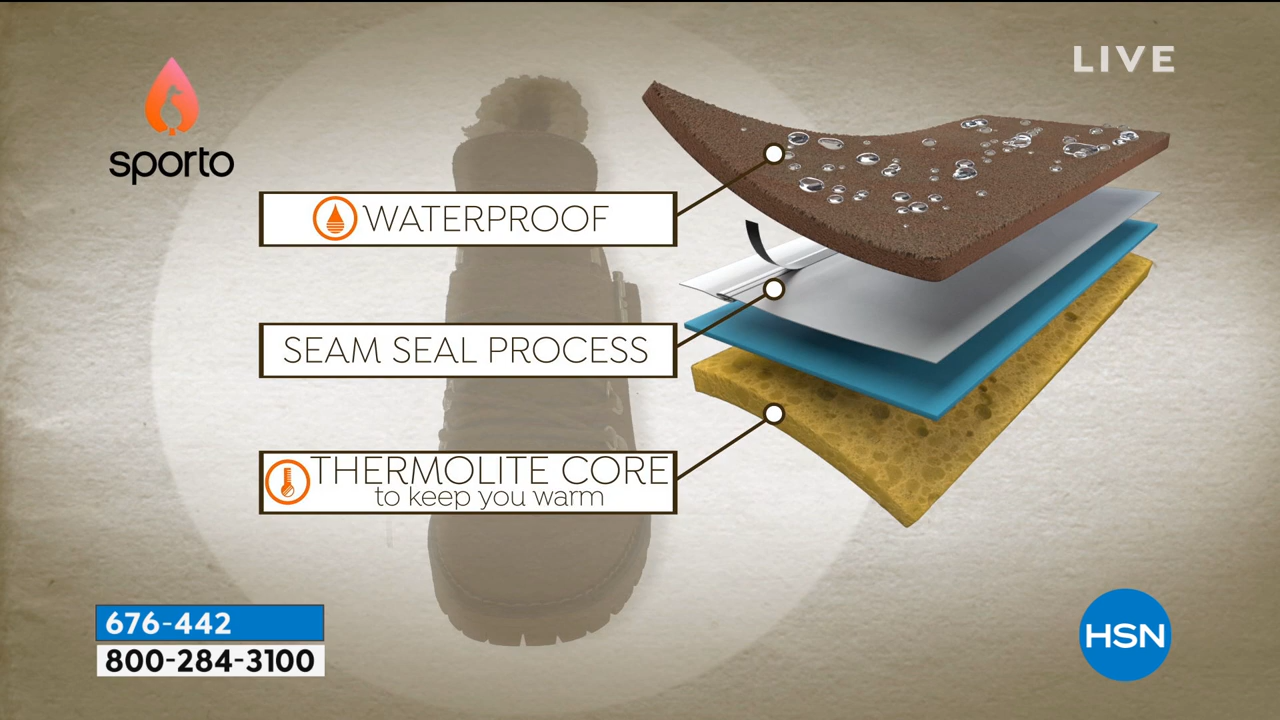 LIVE
sporto
WATERPROOF
SEAM SEAL PROCESS
THERMOLITE CORE
to keep you warm
676-442
800-284-3100
HSN